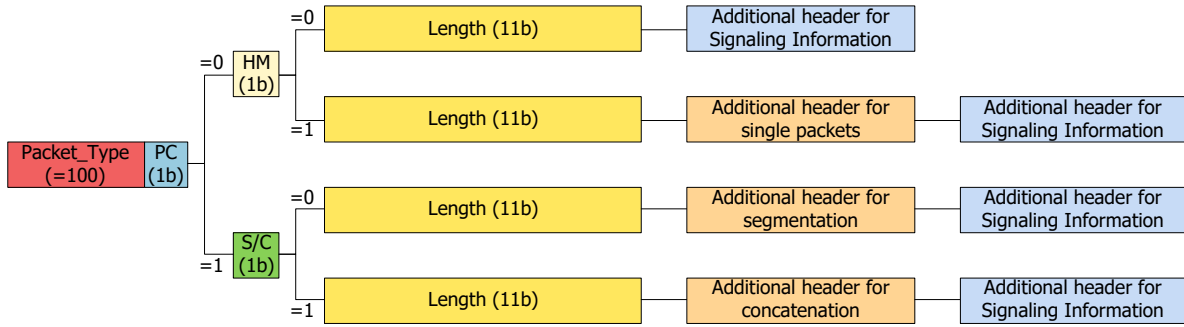 =0
Length (11b)
Additional header for
Signaling Information
=0
HM
(1b)
=1
Length (11b)
Additional header for
single packets
Additional header for
Signaling Information
Packet_Type
(=100)
PC
(1b)
=0
Length (11b)
Additional header for
segmentation
Additional header for
Signaling Information
=1
S/C
(1b)
=1
Length (11b)
Additional header for
concatenation
Additional header for
Signaling Information